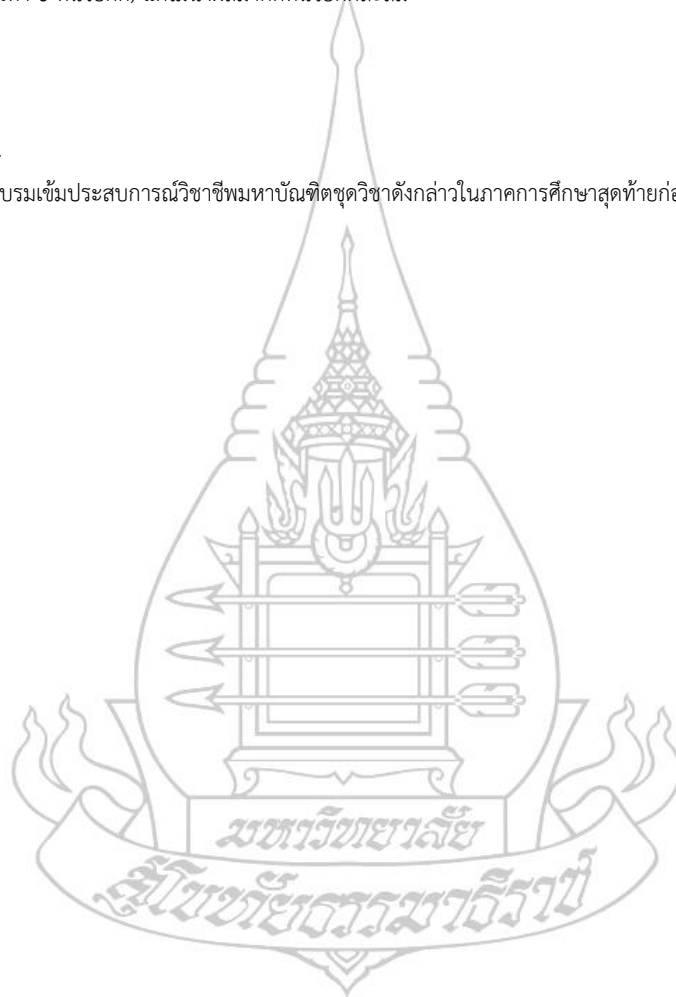 บรมเข้มประสบการณ์วิชาชีพมหาบัณฑิตชุดวิชาดังกล่าวในภาคการศึกษาสุดท้ายก่อ
มหาวิทยาลัย
สุโขทัยธรรมาธิราช